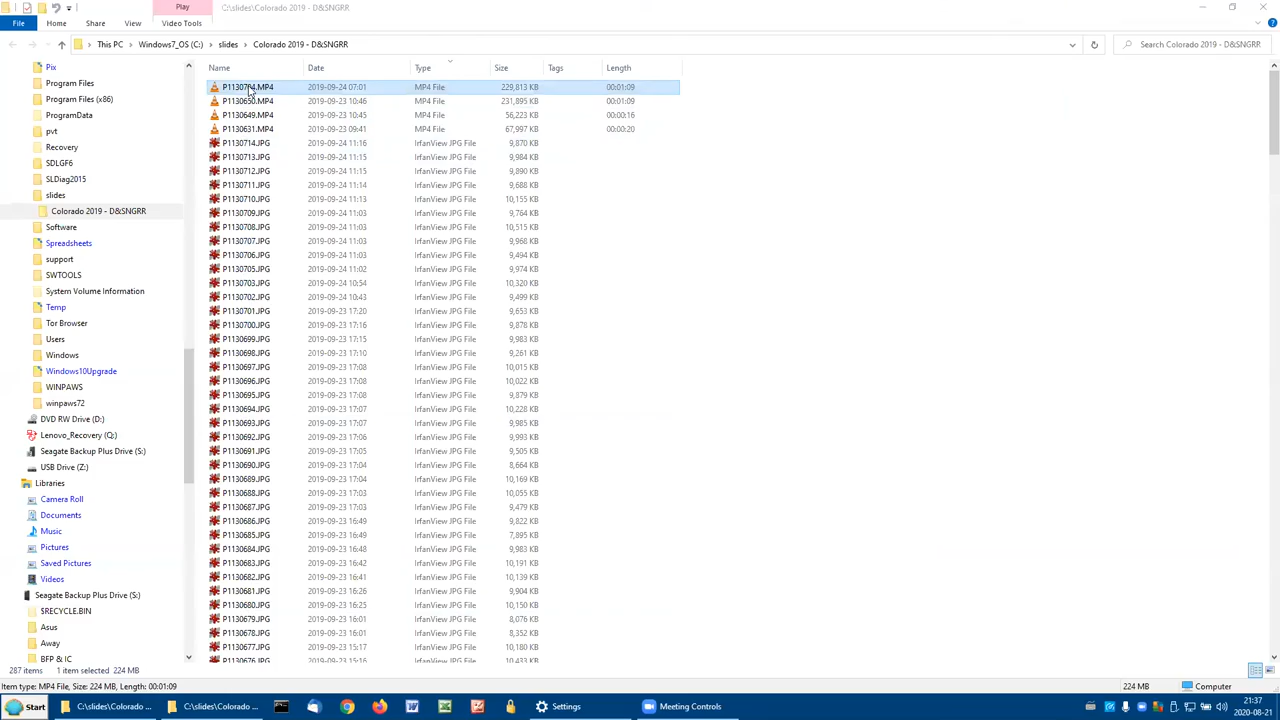 Play
C:\slides\Colorado 2019 - D&SNGRR
File Home Share View Video Tools
This PC Windows7_OS (C:) slides Colorado 2019 - D&SNGRR
Search Colorado 2019 - D&SNGRR
Name Date Type Size Tags Length
Pix
Program Files
Program Files (x86)
ProgramData
pvt
Recovery
SDLGF6
SLDiag2015
slides
Colorado 2019 - D&SNGRR
Software
Spreadsheets
support
SWTOOLS
System Volume Information
Temp
Tor Browser
Users
Windows
Windows10Upgrade
WINPAWS
winpaws72
DVD RW Drive (D:)
Lenovo_Recovery (Q:)
Seagate Backup Plus Drive (S:)
USB Drive (Z:)
Libraries
Camera Roll
Documents
Music
Pictures
Saved Pictures
Videos
Seagate Backup Plus Drive (S:)
$RECYCLE.BIN
Asus
Away
BFP & IC
P1130704.MP4 2019-09-24 07:01 MP4 File 229,813 KB 00:01:09
P1130650.MP4 2019-09-23 10:46 MP4 File 231,895 KB 00:01:09
P1130649.MP4 2019-09-23 10:45 MP4 File 56,223 KB 00:00:16
P1130631.MP4 2019-09-23 09:41 MP4 File 67,997 KB 00:00:20
P1130714.JPG 2019-09-24 11:16 IrfanView JPG File 9,870 KB
P1130713.JPG 2019-09-24 11:15 IrfanView JPG File 9,984 KB
P1130712.JPG 2019-09-24 11:15 IrfanView JPG File 9,890 KB
P1130711.JPG 2019-09-24 11:14 IrfanView JPG File 9,688 KB
P1130710.JPG 2019-09-24 11:13 IrfanView JPG File 10,155 KB
P1130709.JPG 2019-09-24 11:03 IrfanView JPG File 9,764 KB
P1130708.JPG 2019-09-24 11:03 IrfanView JPG File 10,515 KB
P1130707.JPG 2019-09-24 11:03 IrfanView JPG File 9,968 KB
P1130706.JPG 2019-09-24 11:03 IrfanView JPG File 9,494 KB
P1130705.JPG 2019-09-24 11:02 IrfanView JPG File 9,974 KB
P1130703.JPG 2019-09-24 10:54 IrfanView JPG File 10,320 KB
P1130702.JPG 2019-09-24 10:43 IrfanView JPG File 9,499 KB
P1130701.JPG 2019-09-23 17:20 IrfanView JPG File 9,653 KB
P1130700.JPG 2019-09-23 17:16 IrfanView JPG File 9,878 KB
P1130699.JPG 2019-09-23 17:15 IrfanView JPG File 9,983 KB
P1130698.JPG 2019-09-23 17:10 IrfanView JPG File 9,261 KB
P1130697.JPG 2019-09-23 17:08 IrfanView JPG File 10,015 KB
P1130696.JPG 2019-09-23 17:08 IrfanView JPG File 10,022 KB
P1130695.JPG 2019-09-23 17:08 IrfanView JPG File 9,879 KB
P1130694.JPG 2019-09-23 17:07 IrfanView JPG File 10,228 KB
P1130693.JPG 2019-09-23 17:07 IrfanView JPG File 9,985 KB
P1130692.JPG 2019-09-23 17:06 IrfanView JPG File 9,993 KB
P1130691.JPG 2019-09-23 17:05 IrfanView JPG File 9,505 KB
P1130690.JPG 2019-09-23 17:04 IrfanView JPG File 8,664 KB
P1130689.JPG 2019-09-23 17:04 IrfanView JPG File 10,169 KB
P1130688.JPG 2019-09-23 17:03 IrfanView JPG File 10,055 KB
P1130687.JPG 2019-09-23 17:03 IrfanView JPG File 9,479 KB
P1130686.JPG 2019-09-23 16:49 IrfanView JPG File 9,822 KB
P1130685.JPG 2019-09-23 16:49 IrfanView JPG File 7,895 KB
P1130684.JPG 2019-09-23 16:48 IrfanView JPG File 9,983 KB
P1130683.JPG 2019-09-23 16:42 IrfanView JPG File 10,191 KB
P1130682.JPG 2019-09-23 16:41 IrfanView JPG File 10,139 KB
P1130681.JPG 2019-09-23 16:26 IrfanView JPG File 9,904 KB
P1130680.JPG 2019-09-23 16:25 IrfanView JPG File 10,150 KB
P1130679.JPG 2019-09-23 16:01 IrfanView JPG File 8,076 KB
P1130678.JPG 2019-09-23 16:01 IrfanView JPG File 8,352 KB
P1130677.JPG 2019-09-23 15:17 IrfanView JPG File 10,180 KB
P1130676.JPG 2019-09-23 15:16 IrfanView JPG File 10,433 KB
287 items 1 item selected 224 MB
Item type: MP4 File, Size: 224 MB, Length: 00:01:09 224 MB Computer
Start C:\slides\Colorado ... C:\slides\Colorado ... Settings Meeting Controls
21:37
2020-08-21